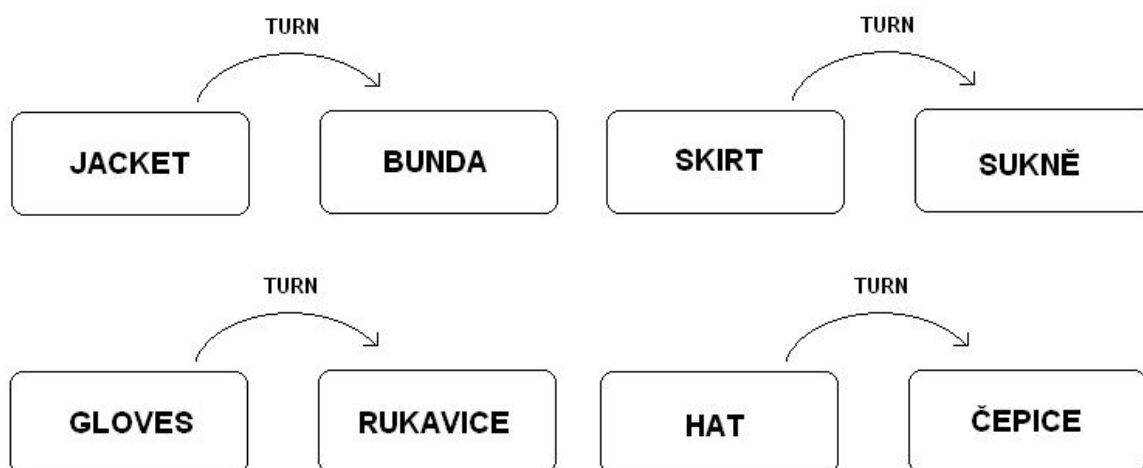 TURN TURN
JACKET BUNDA SKIRT SUKNĚ
TURN TURN
GLOVES RUKAVICE HAT ČEPICE